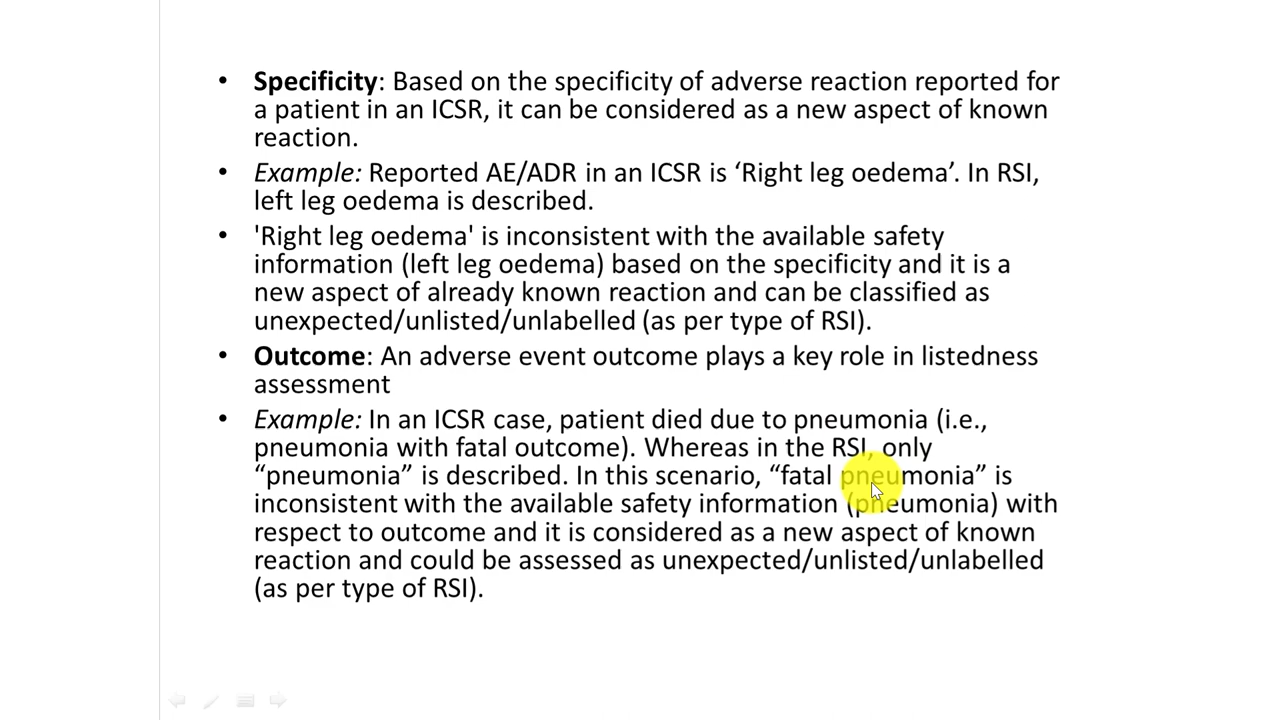 • Specificity: Based on the specificity of adverse reaction reported for
a patient in an ICSR, it can be considered as a new aspect of known
reaction.
• Example: Reported AE/ADR in an ICSR is ‘Right leg oedema’. In RSI,
left leg oedema is described.
• 'Right leg oedema' is inconsistent with the available safety
information (left leg oedema) based on the specificity and it is a
new aspect of already known reaction and can be classified as
unexpected/unlisted/unlabelled (as per type of RSI).
• Outcome: An adverse event outcome plays a key role in listedness
assessment
• Example: In an ICSR case, patient died due to pneumonia (i.e.,
pneumonia with fatal outcome). Whereas in the RSI, only
“pneumonia” is described. In this scenario, “fatal pneumonia” is
inconsistent with the available safety information (pneumonia) with
respect to outcome and it is considered as a new aspect of known
reaction and could be assessed as unexpected/unlisted/unlabelled
(as per type of RSI).